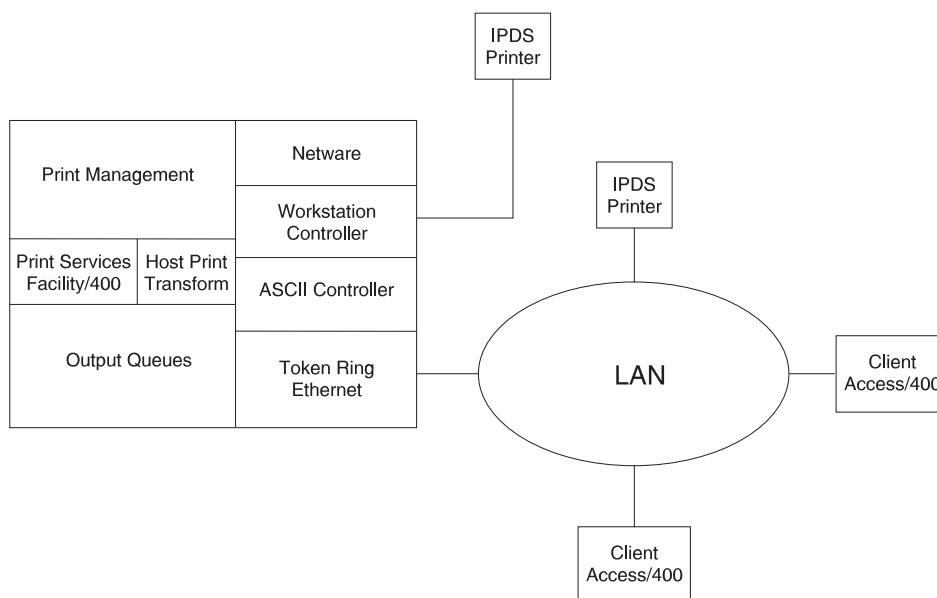 IPDS
Printer
Print Management
Netware
Workstation
Controller
IPDS
Printer
Print Services
Facility/400
Host Print
Transform
ASCII Controller
Output Queues
Token Ring
Ethernet
LAN
Client
Access/400
Client
Access/400